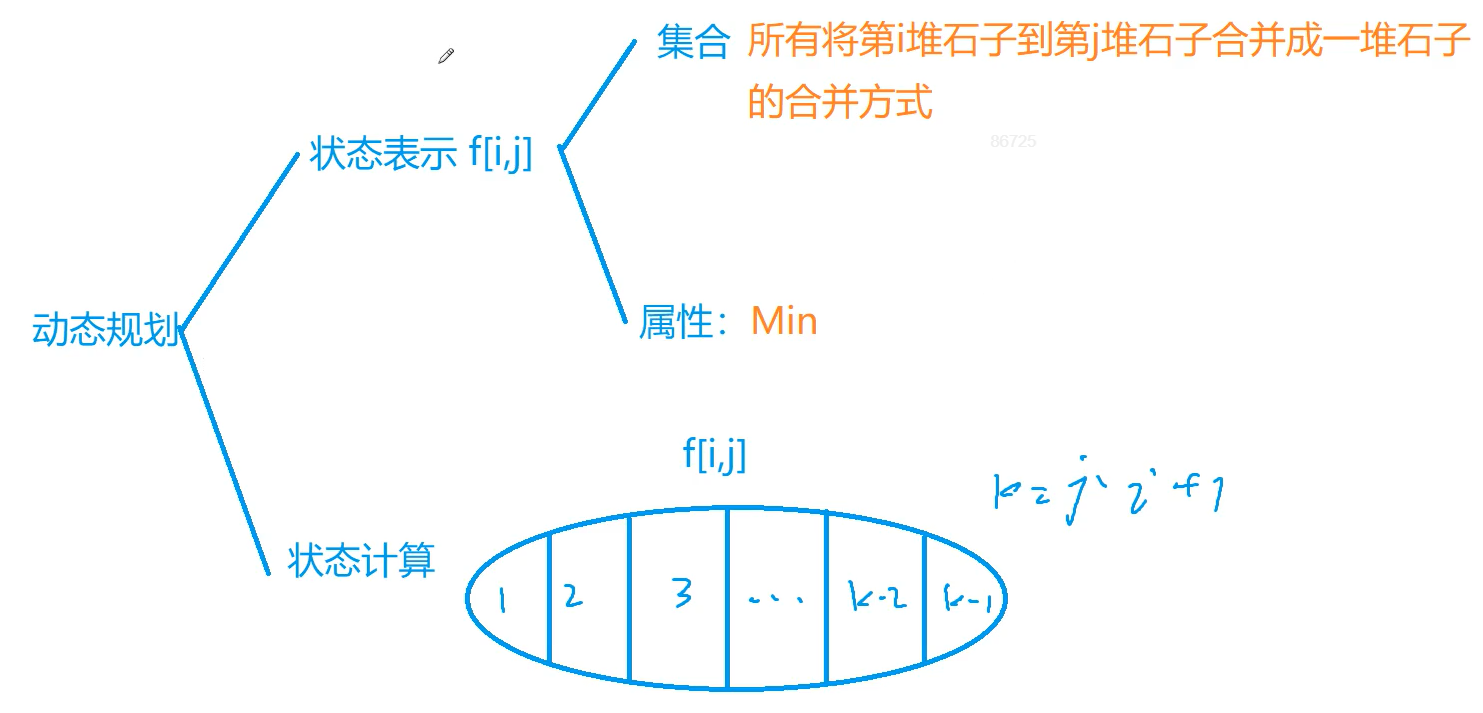 集合 所有将第i堆石子到第j堆石子合并成一堆石子
的合并方式
86725
状态表示 f[i,j]
动态规划
属性：Min
f[i,j]
k=j-i+1
状态计算
1 2 3 ... k-2 k-1